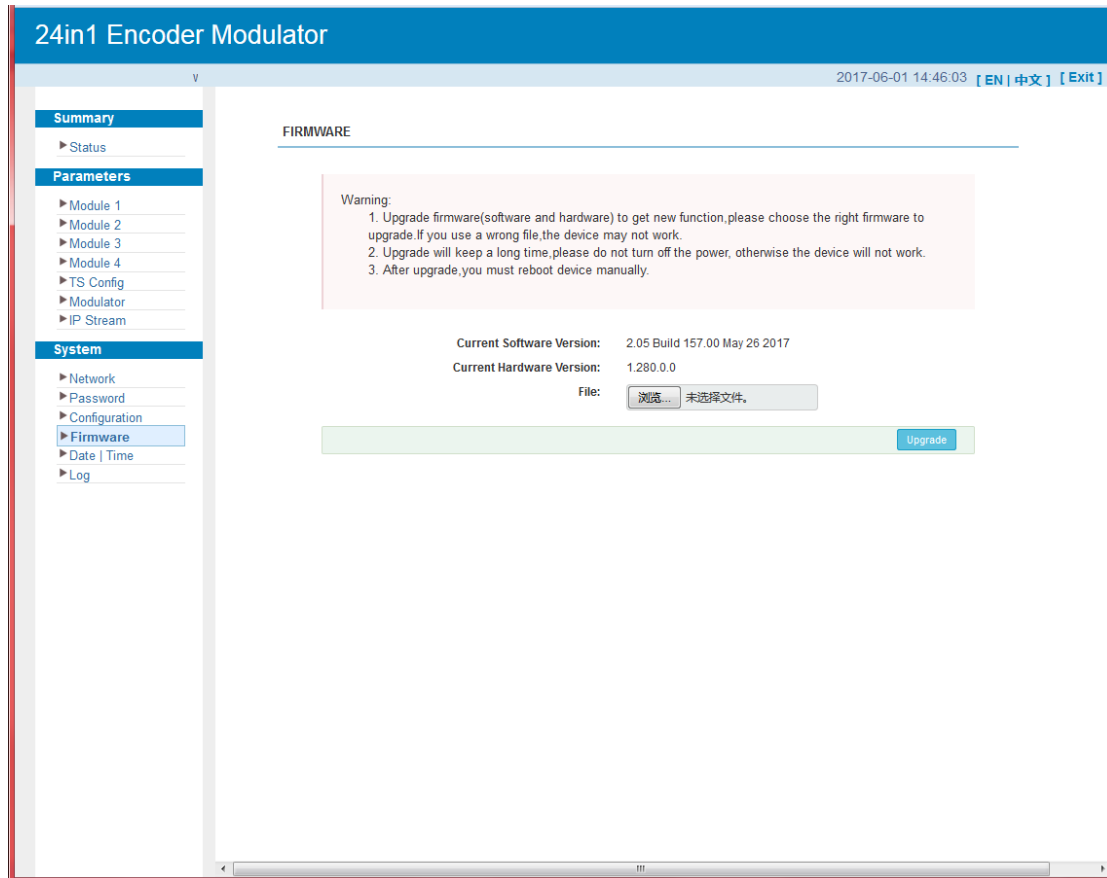 24in1 Encoder Modulator
v
2017-06-01 14:46:03 [ EN | 中文 ] [ Exit ]
Summary
Status
Parameters
Module 1
Module 2
Module 3
Module 4
TS Config
Modulator
IP Stream
System
Network
Password
Configuration
Firmware
Date | Time
Log
FIRMWARE
Warning:
1. Upgrade firmware(software and hardware) to get new function,please choose the right firmware to
upgrade.If you use a wrong file,the device may not work.
2. Upgrade will keep a long time,please do not turn off the power, otherwise the device will not work.
3. After upgrade,you must reboot device manually.
Current Software Version: 2.05 Build 157.00 May 26 2017
Current Hardware Version: 1.280.0.0
File: 浏览... 未选择文件。
Upgrade